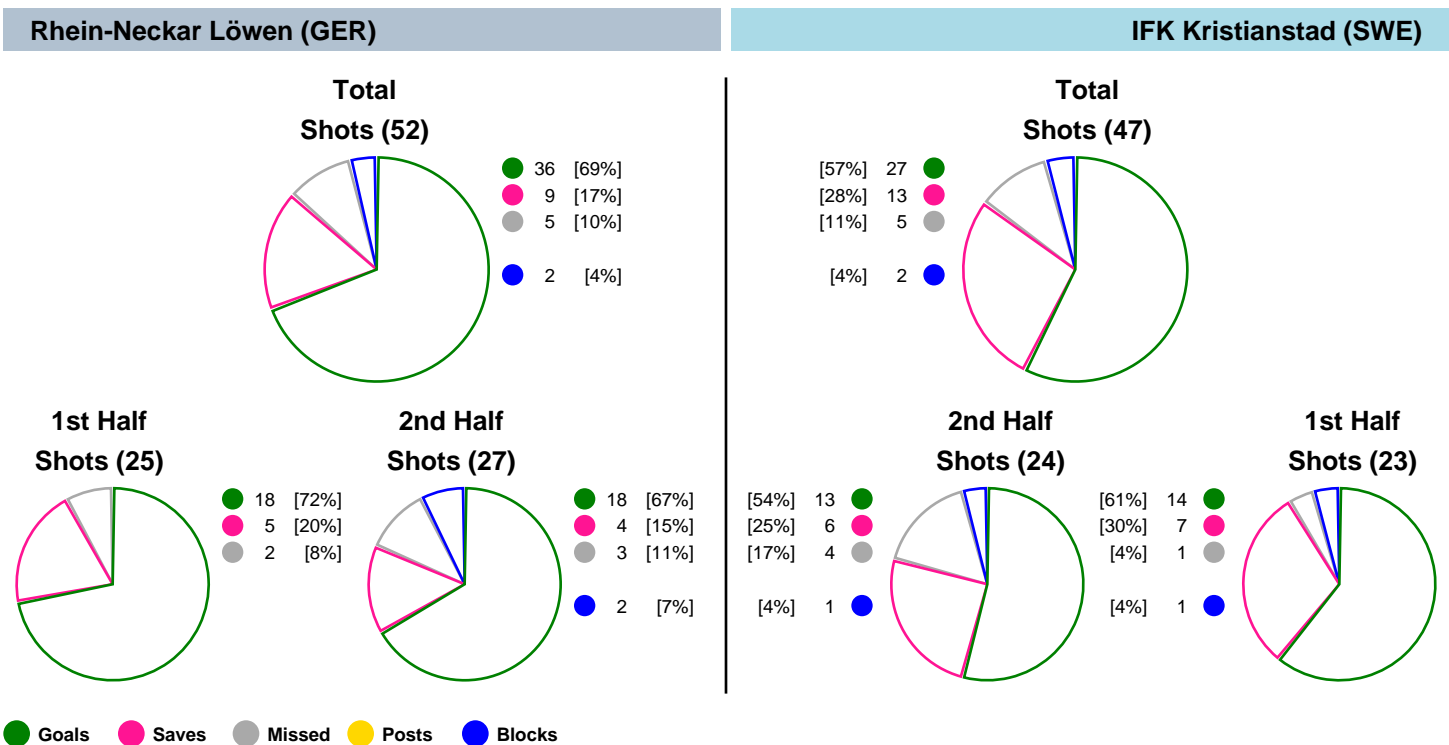 Rhein-Neckar Löwen (GER)
IFK Kristianstad (SWE)
Total
Shots (52)
36 [69%]
9 [17%]
5 [10%]
2 [4%]
1st Half
Shots (25)
18 [72%]
5 [20%]
2 [8%]
2nd Half
Shots (27)
18 [67%]
4 [15%]
3 [11%]
2 [7%]
Total
Shots (47)
[57%] 27
[28%] 13
[11%] 5
[4%] 2
2nd Half
Shots (24)
[54%] 13
[25%] 6
[17%] 4
[4%] 1
1st Half
Shots (23)
[61%] 14
[30%] 7
[4%] 1
[4%] 1
Goals Saves Missed Posts Blocks